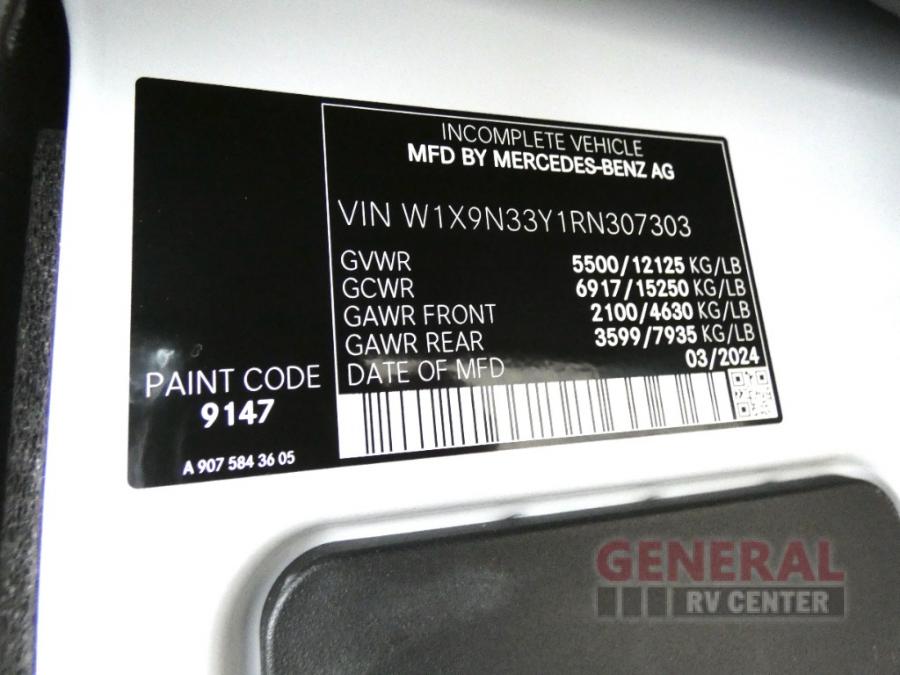 INCOMPLETE VEHICLE
MFD BY MERCEDES-BENZ AG
VIN W1X9N33Y1RN307303
GVWR 5500/12125 KG/LB
GCWR 6917/15250 KG/LB
GAWR FRONT 2100/4630 KG/LB
GAWR REAR 3599/7935 KG/LB
DATE OF MFD 03/2024
PAINT CODE
9147
A 907 584 36 05
GENERAL
RV CENTER